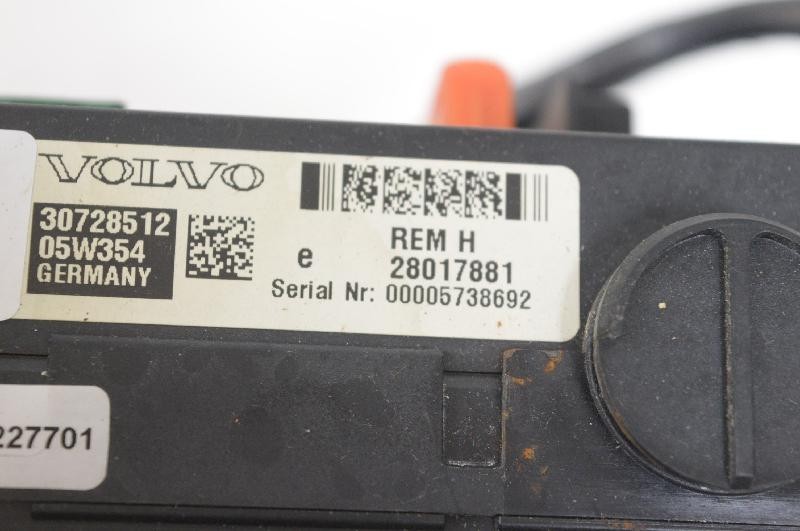 VOLVO
30728512
05W354
GERMANY
REM H
e 28017881
Serial Nr: 00005738692
227701